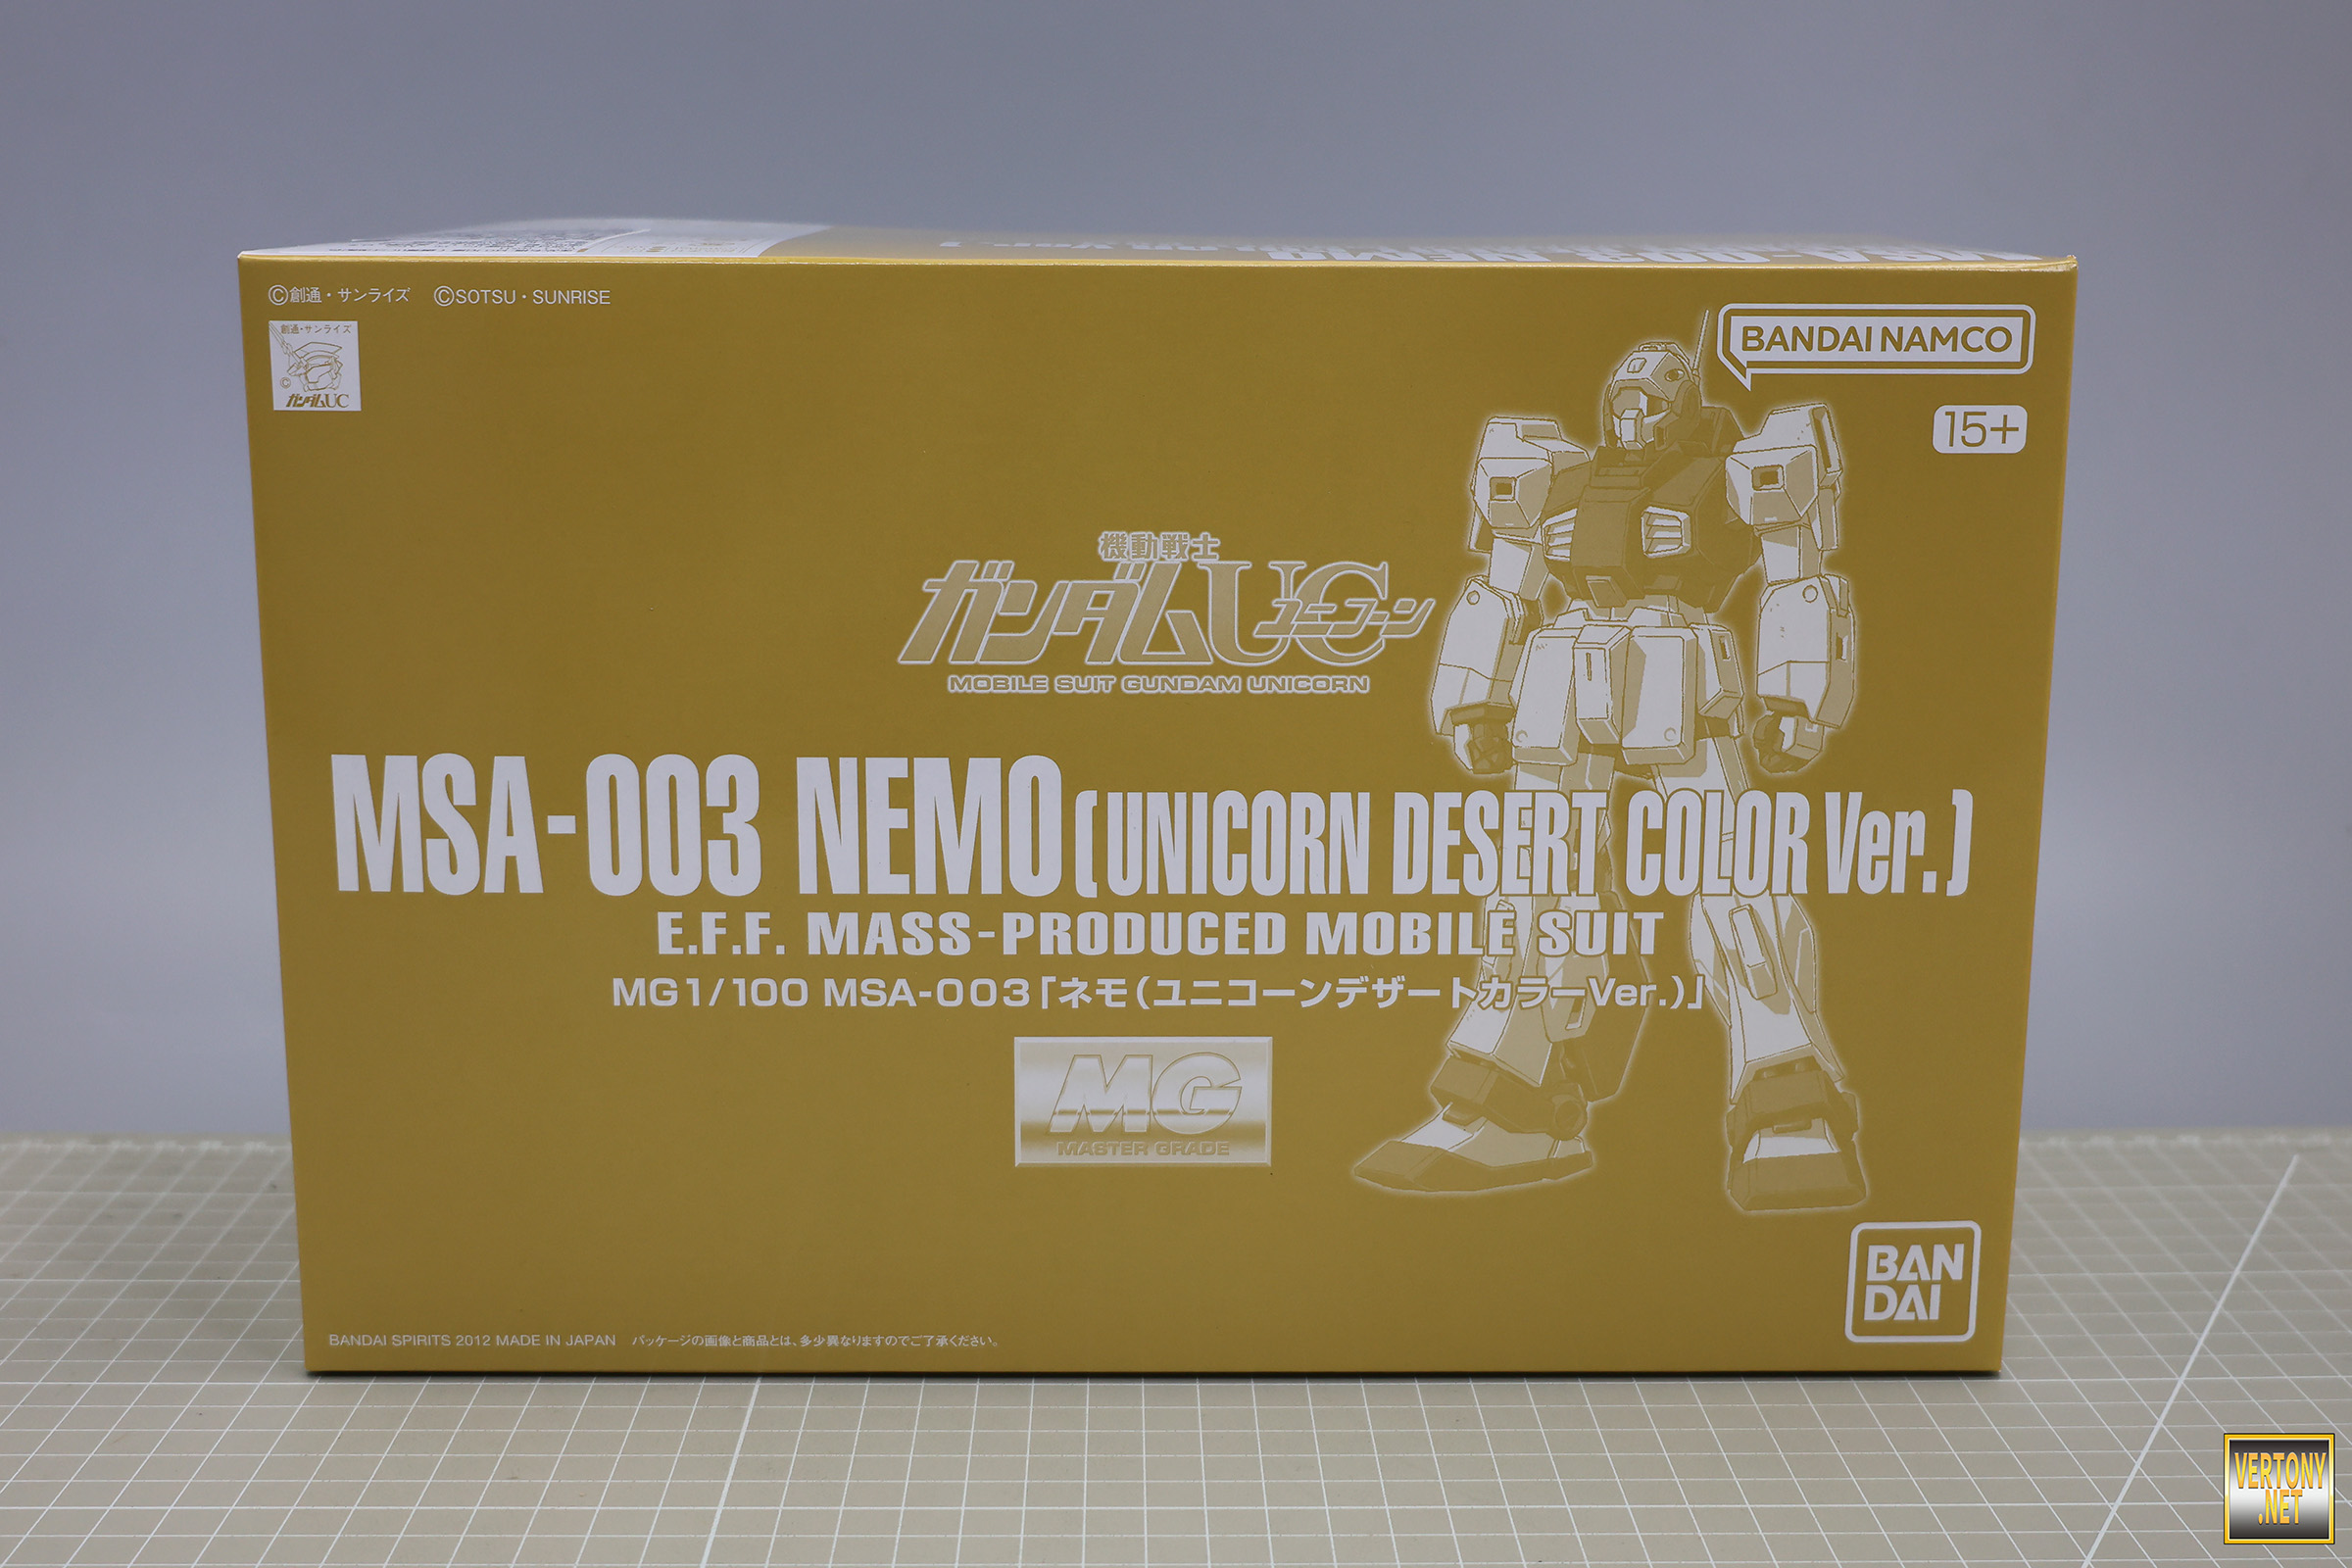 ©創通・サンライズ ©SOTSU・SUNRISE
創通・サンライズ
©
ガンダムUC
BANDAI NAMCO
15+
機動戦士
ガンダムUC
ユニコーン
MOBILE SUIT GUNDAM UNICORN
MSA-003 NEMO (UNICORN DESERT COLOR Ver.)
E.F.F. MASS-PRODUCED MOBILE SUIT
MG1/100 MSA-003「ネモ(ユニコーンデザートカラーVer.)」
MG
MASTER GRADE
BAN
DAI
BANDAI SPIRITS 2012 MADE IN JAPAN パッケージの画像と商品とは、多少異なりますのでご了承ください。
VERTONY
.NET